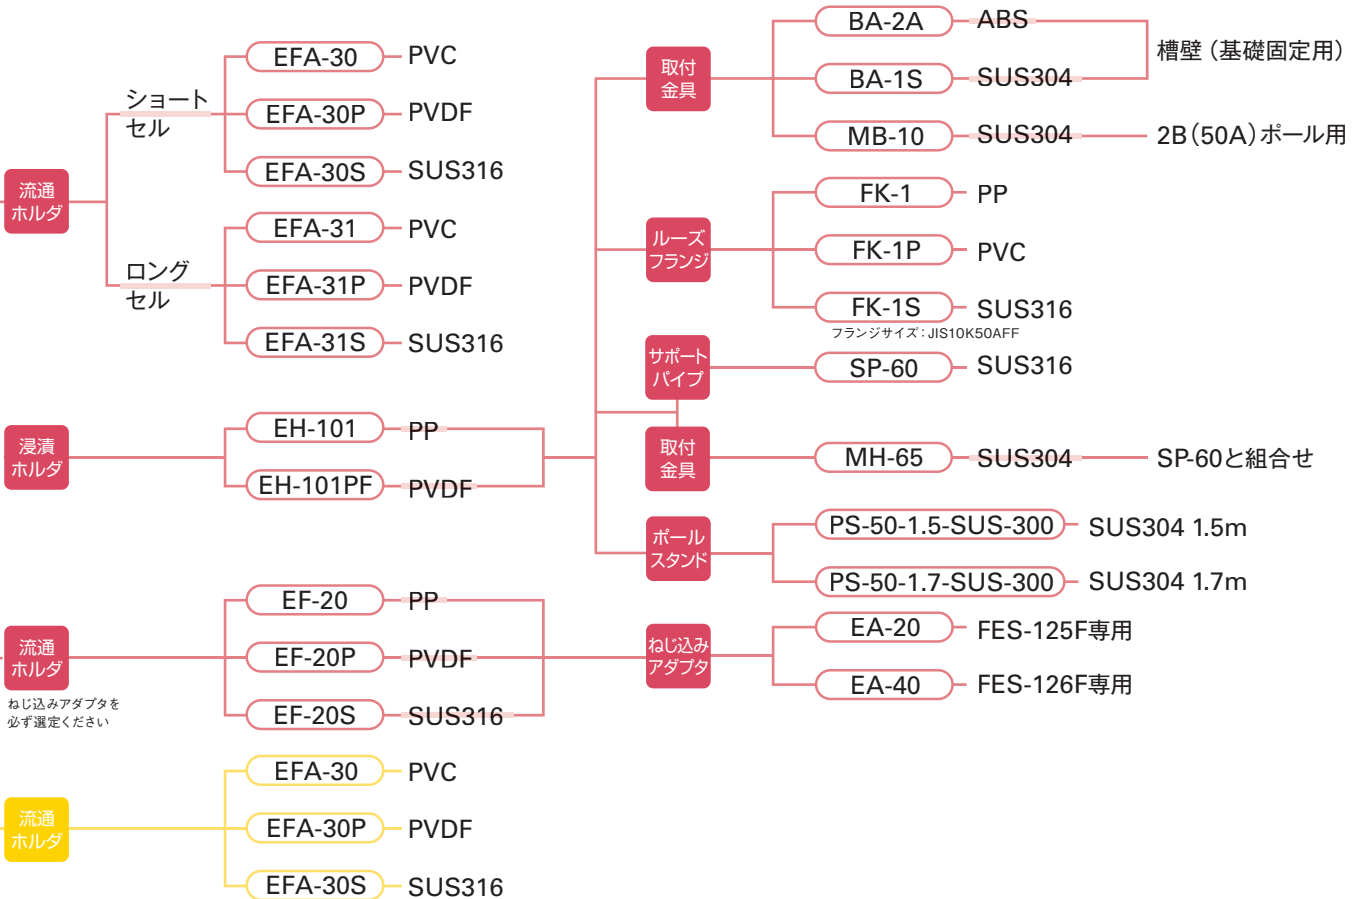 流通
ホルダ
ショート
セル
EFA-30 PVC
EFA-30P PVDF
EFA-30S SUS316
ロング
セル
EFA-31 PVC
EFA-31P PVDF
EFA-31S SUS316
浸漬
ホルダ
EH-101 PP
EH-101PF PVDF
取付
金具
BA-2A ABS
BA-1S SUS304
槽壁（基礎固定用）
MB-10 SUS304 2B（50A）ポール用
ルーズ
フランジ
FK-1 PP
FK-1P PVC
FK-1S SUS316
フランジサイズ：JIS10K50AFF
サポート
パイプ
SP-60 SUS316
取付
金具
MH-65 SUS304 SP-60と組合せ
ポール
スタンド
PS-50-1.5-SUS-300 SUS304 1.5m
PS-50-1.7-SUS-300 SUS304 1.7m
流通
ホルダ
ねじ込みアダプタを
必ず選定ください
EF-20 PP
EF-20P PVDF
EF-20S SUS316
ねじ込み
アダプタ
EA-20 FES-125F専用
EA-40 FES-126F専用
流通
ホルダ
EFA-30 PVC
EFA-30P PVDF
EFA-30S SUS316